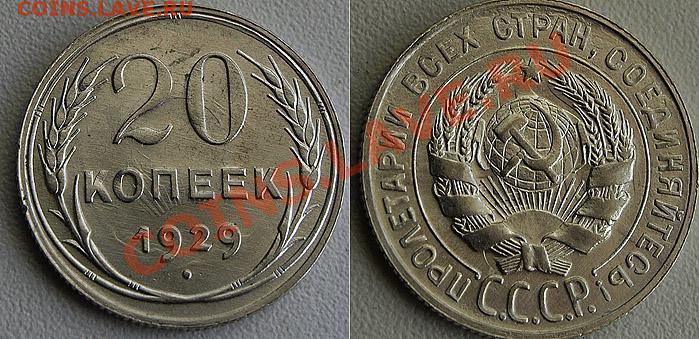 COINS.LAVE.RU
20
КОПЕЕК
1929
ПРОЛЕТАРИИ ВСЕХ СТРАН, СОЕДИНЯЙТЕСЬ!
С.С.С.Р.
COINS.LAVE.RU